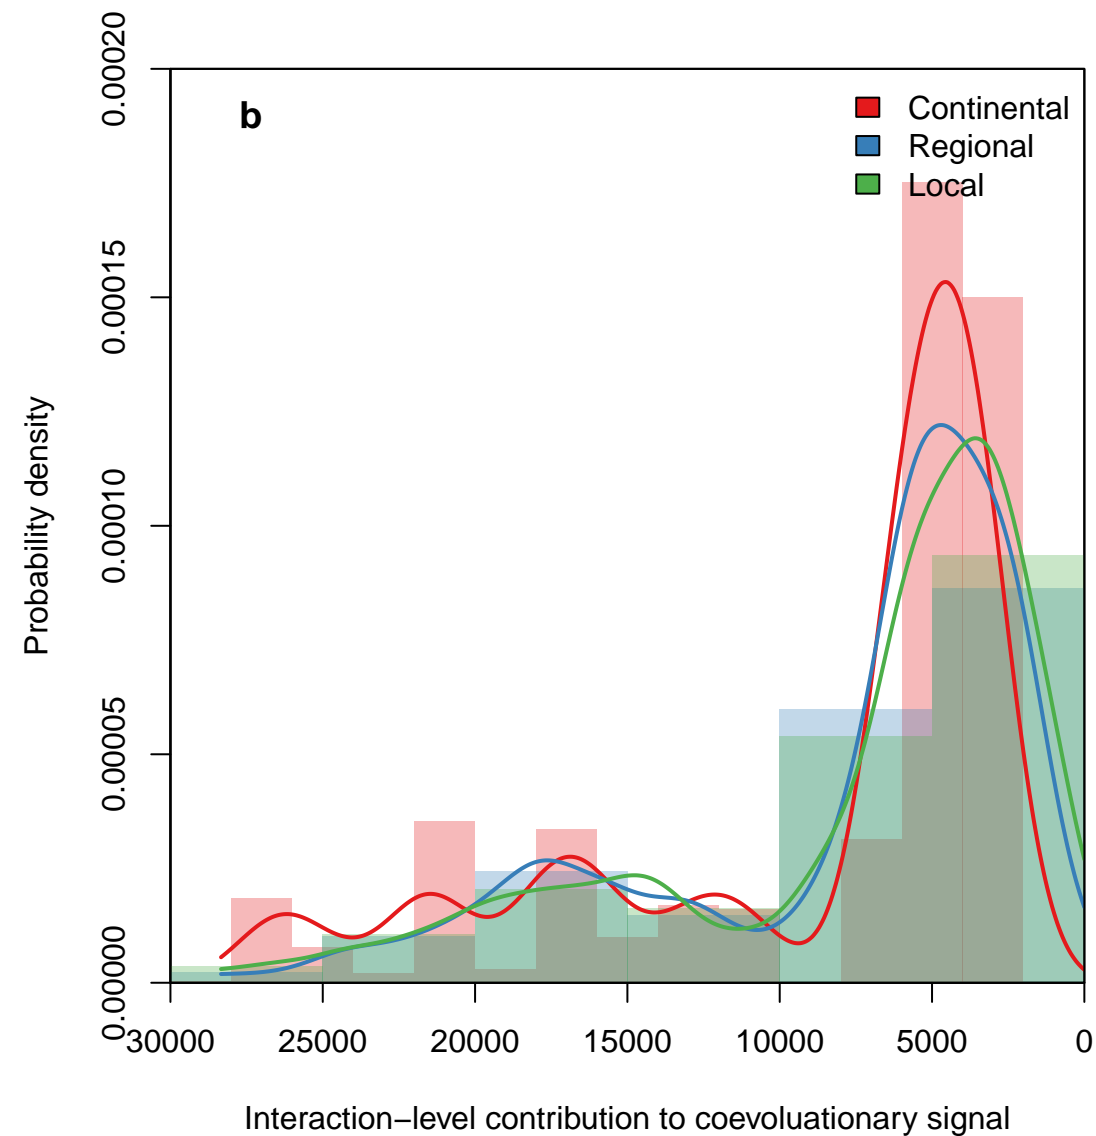 b
Continental
Regional
Local
Probability density
0.00020
0.00015
0.00010
0.00005
0.00000
30000 25000 20000 15000 10000 5000 0
Interaction−level contribution to coevoluationary signal